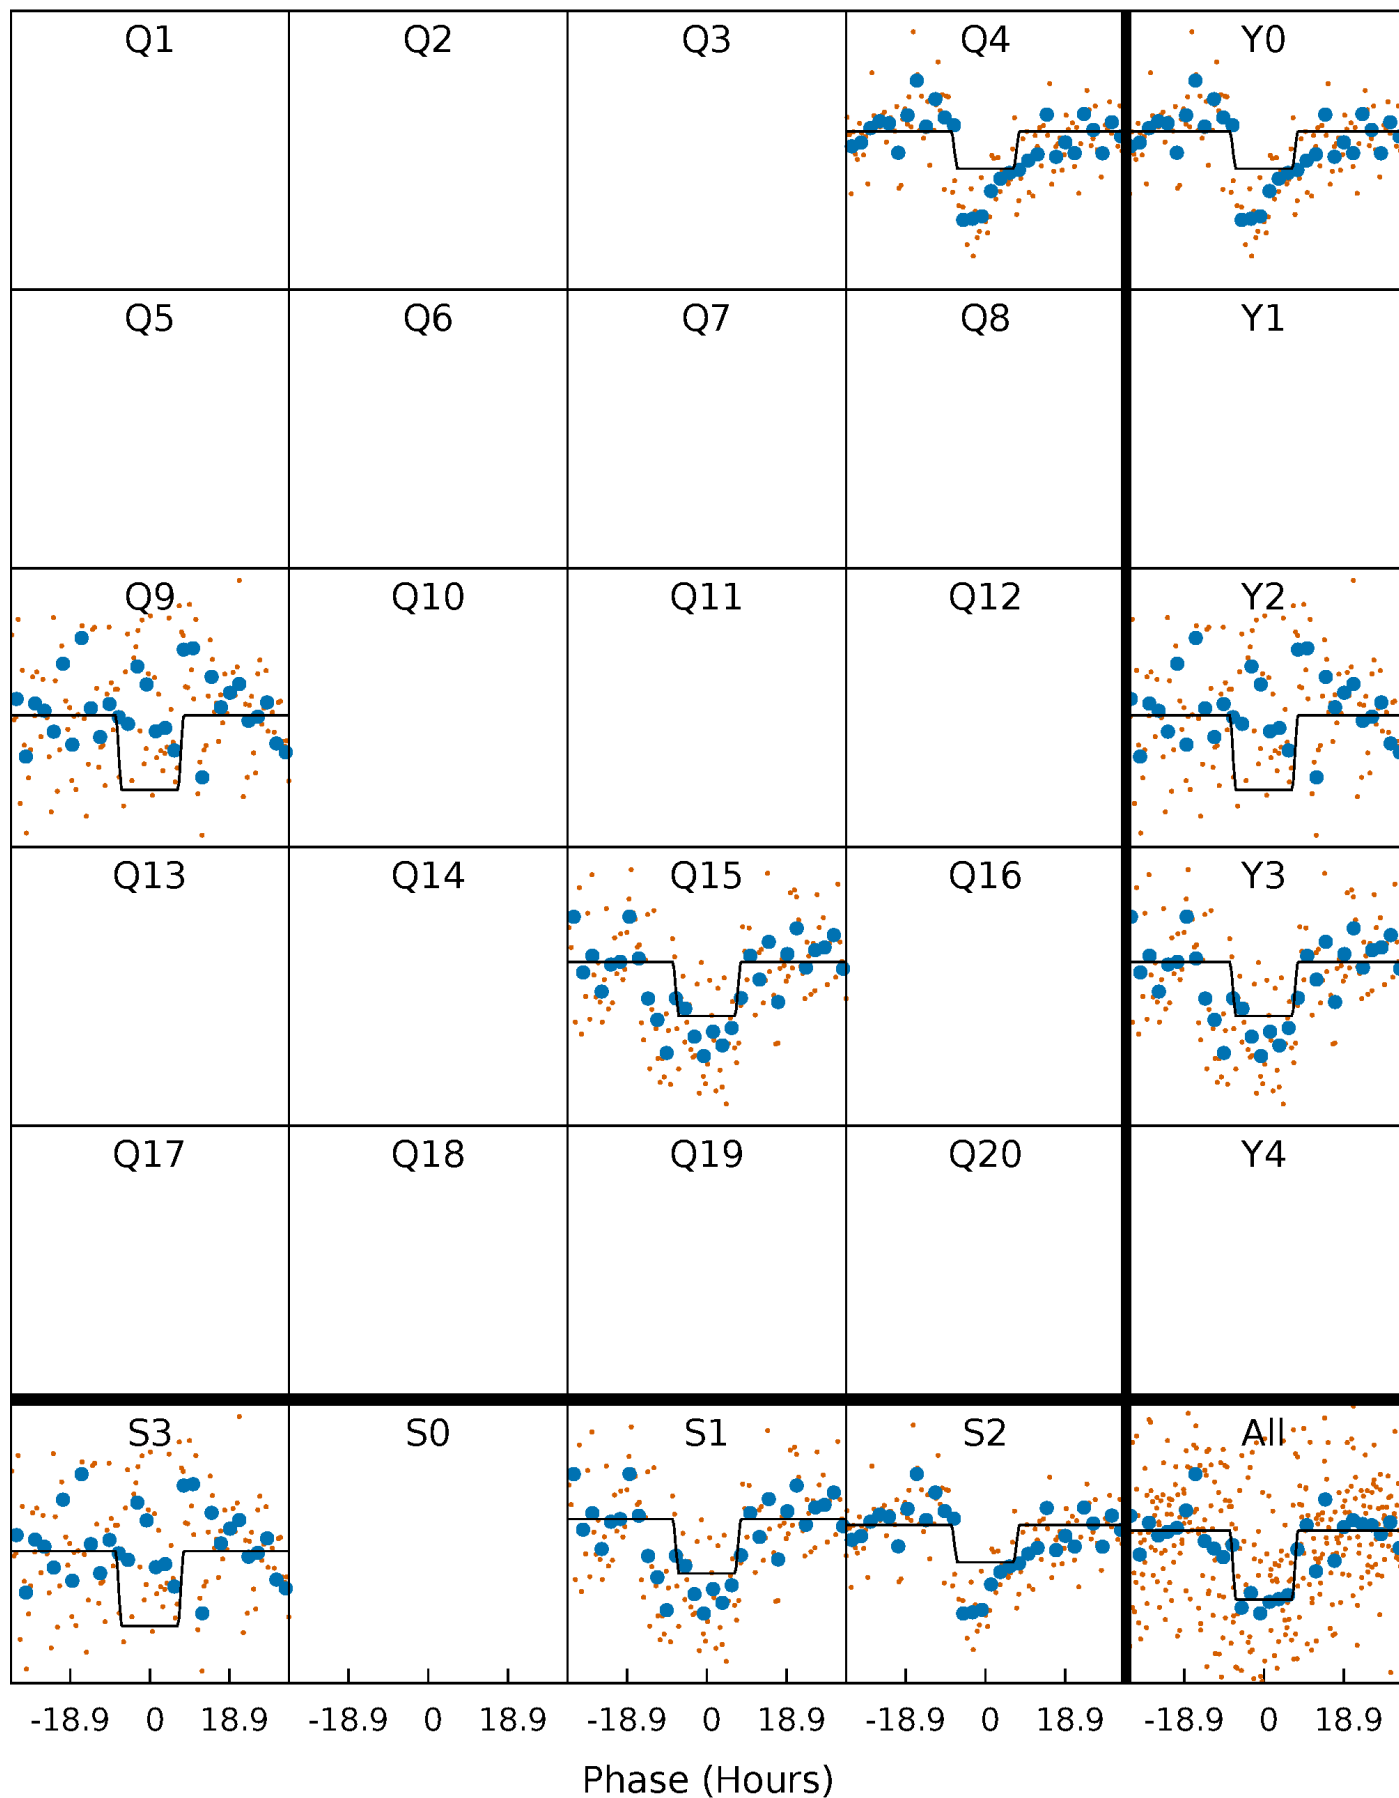 Q1 Q2 Q3 Q4 Y0
Q5 Q6 Q7 Q8 Y1
Q9 Q10 Q11 Q12 Y2
Q13 Q14 Q15 Q16 Y3
Q17 Q18 Q19 Q20 Y4
S3 S0 S1 S2 All
-18.9 0 18.9 -18.9 0 18.9 -18.9 0 18.9 -18.9 0 18.9 -18.9 0 18.9
Phase (Hours)